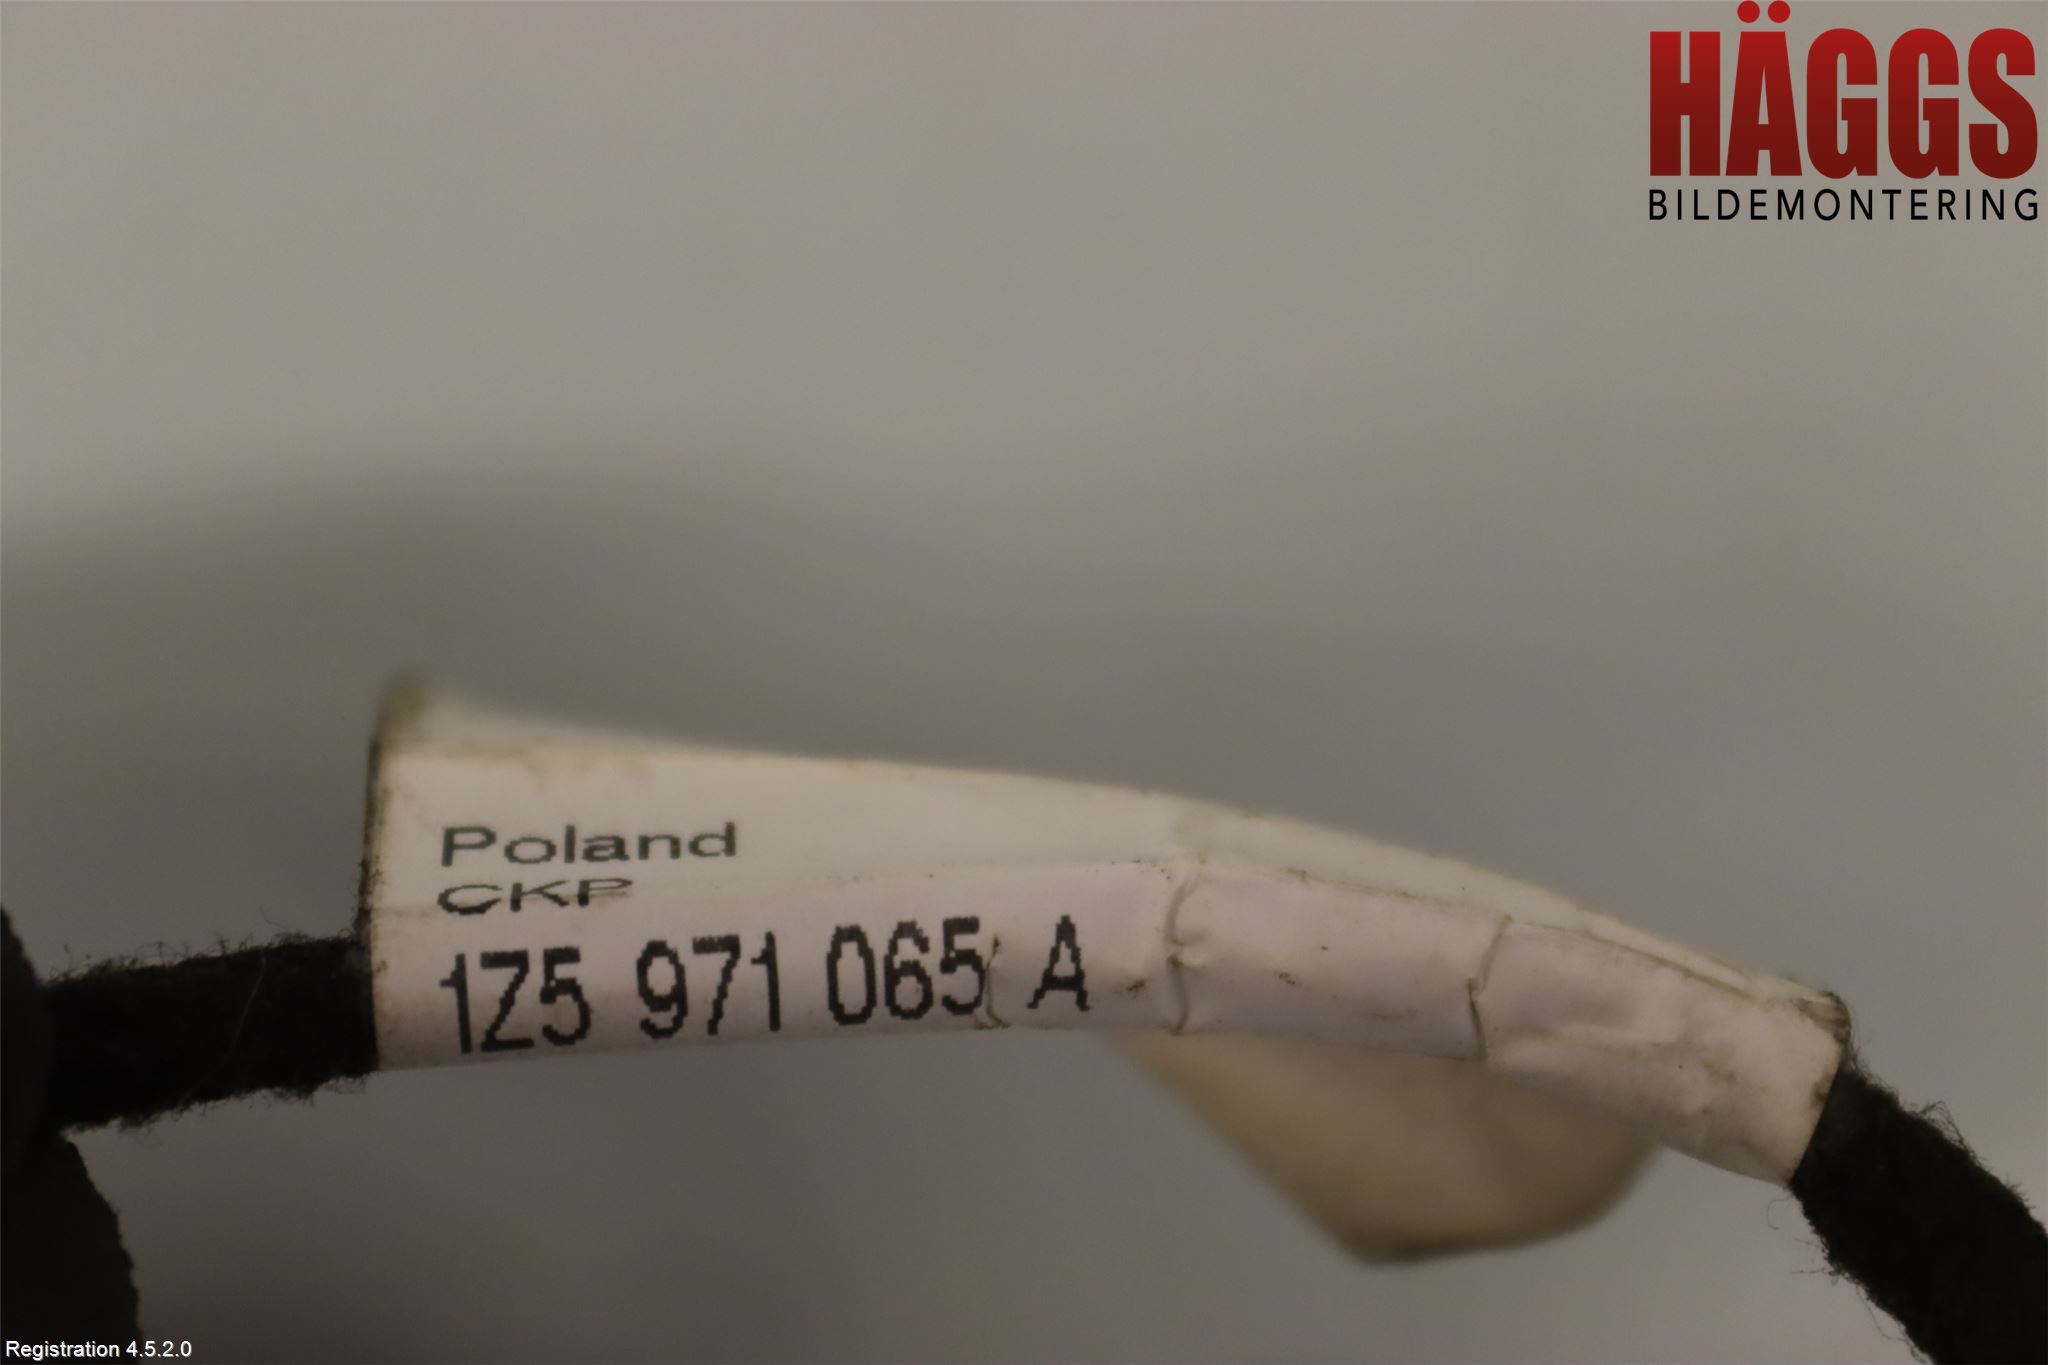 HÄGGS
BILDEMONTERING
Poland
CKP
1Z5 971 065 A
Registration 4.5.2.0